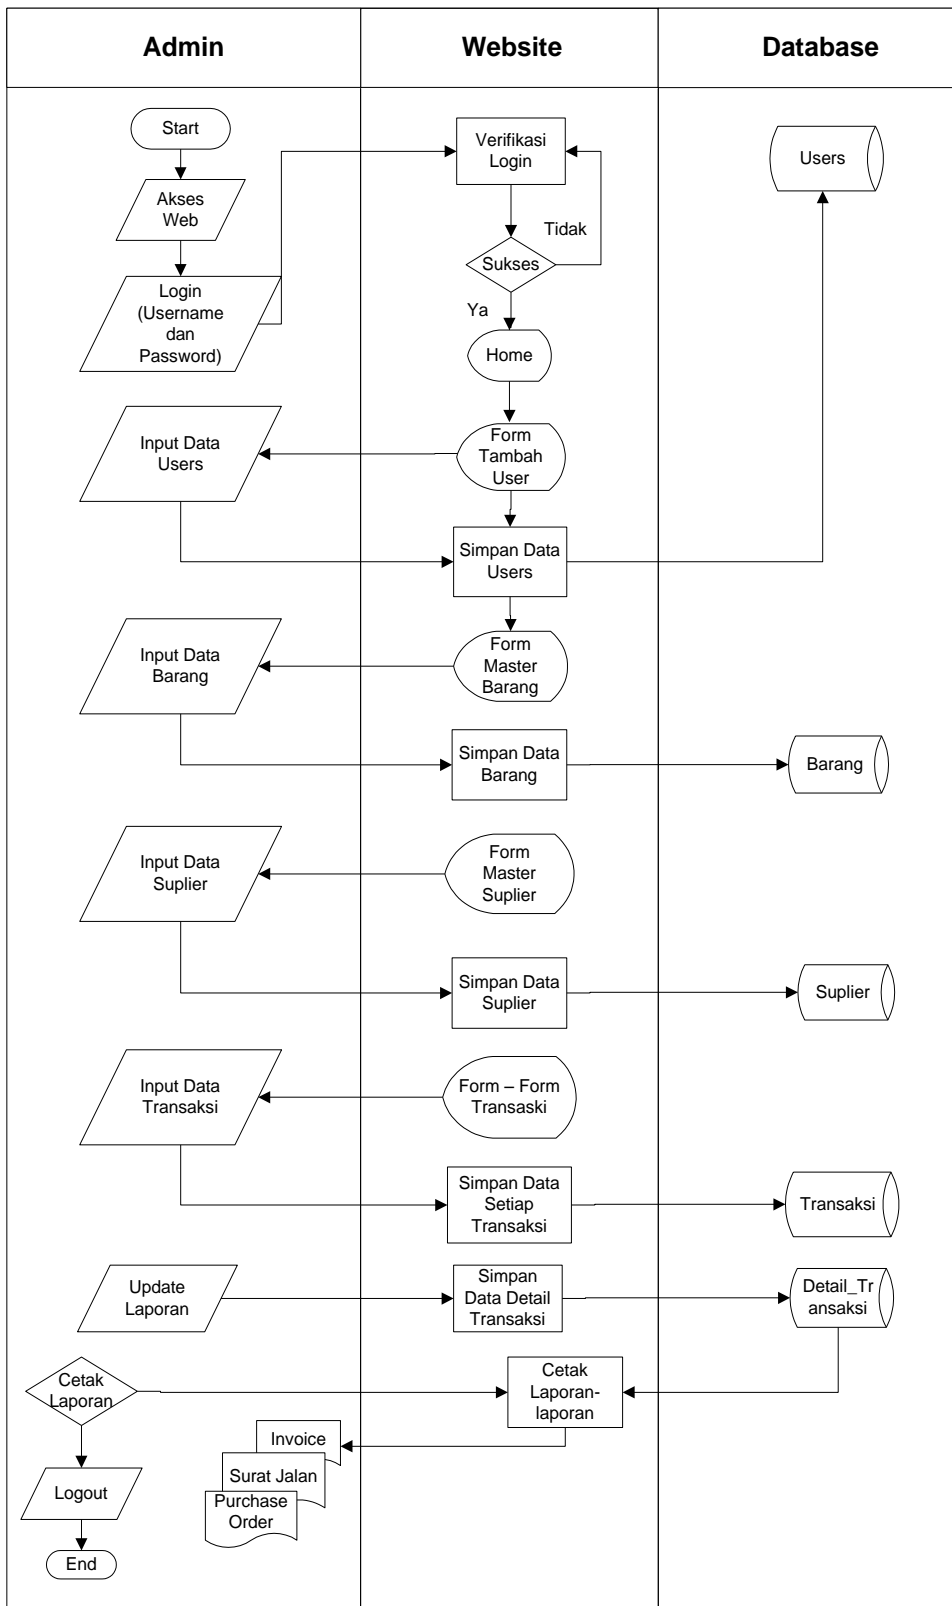 Admin
Website
Database
Start
Verifikasi
Login
Users
Akses
Web
Tidak
Sukses
Login
(Username
dan
Password)
Ya
Home
Input Data
Users
Form
Tambah
User
Simpan Data
Users
Input Data
Barang
Form
Master
Barang
Simpan Data
Barang
Barang
Input Data
Suplier
Form
Master
Suplier
Simpan Data
Suplier
Suplier
Input Data
Transaksi
Form – Form
Transaski
Simpan Data
Setiap
Transaksi
Transaksi
Update
Laporan
Simpan
Data Detail
Transaksi
Detail_Tr
ansaksi
Cetak
Laporan
Cetak
Laporan-
laporan
Invoice
Surat Jalan
Purchase
Order
Logout
End